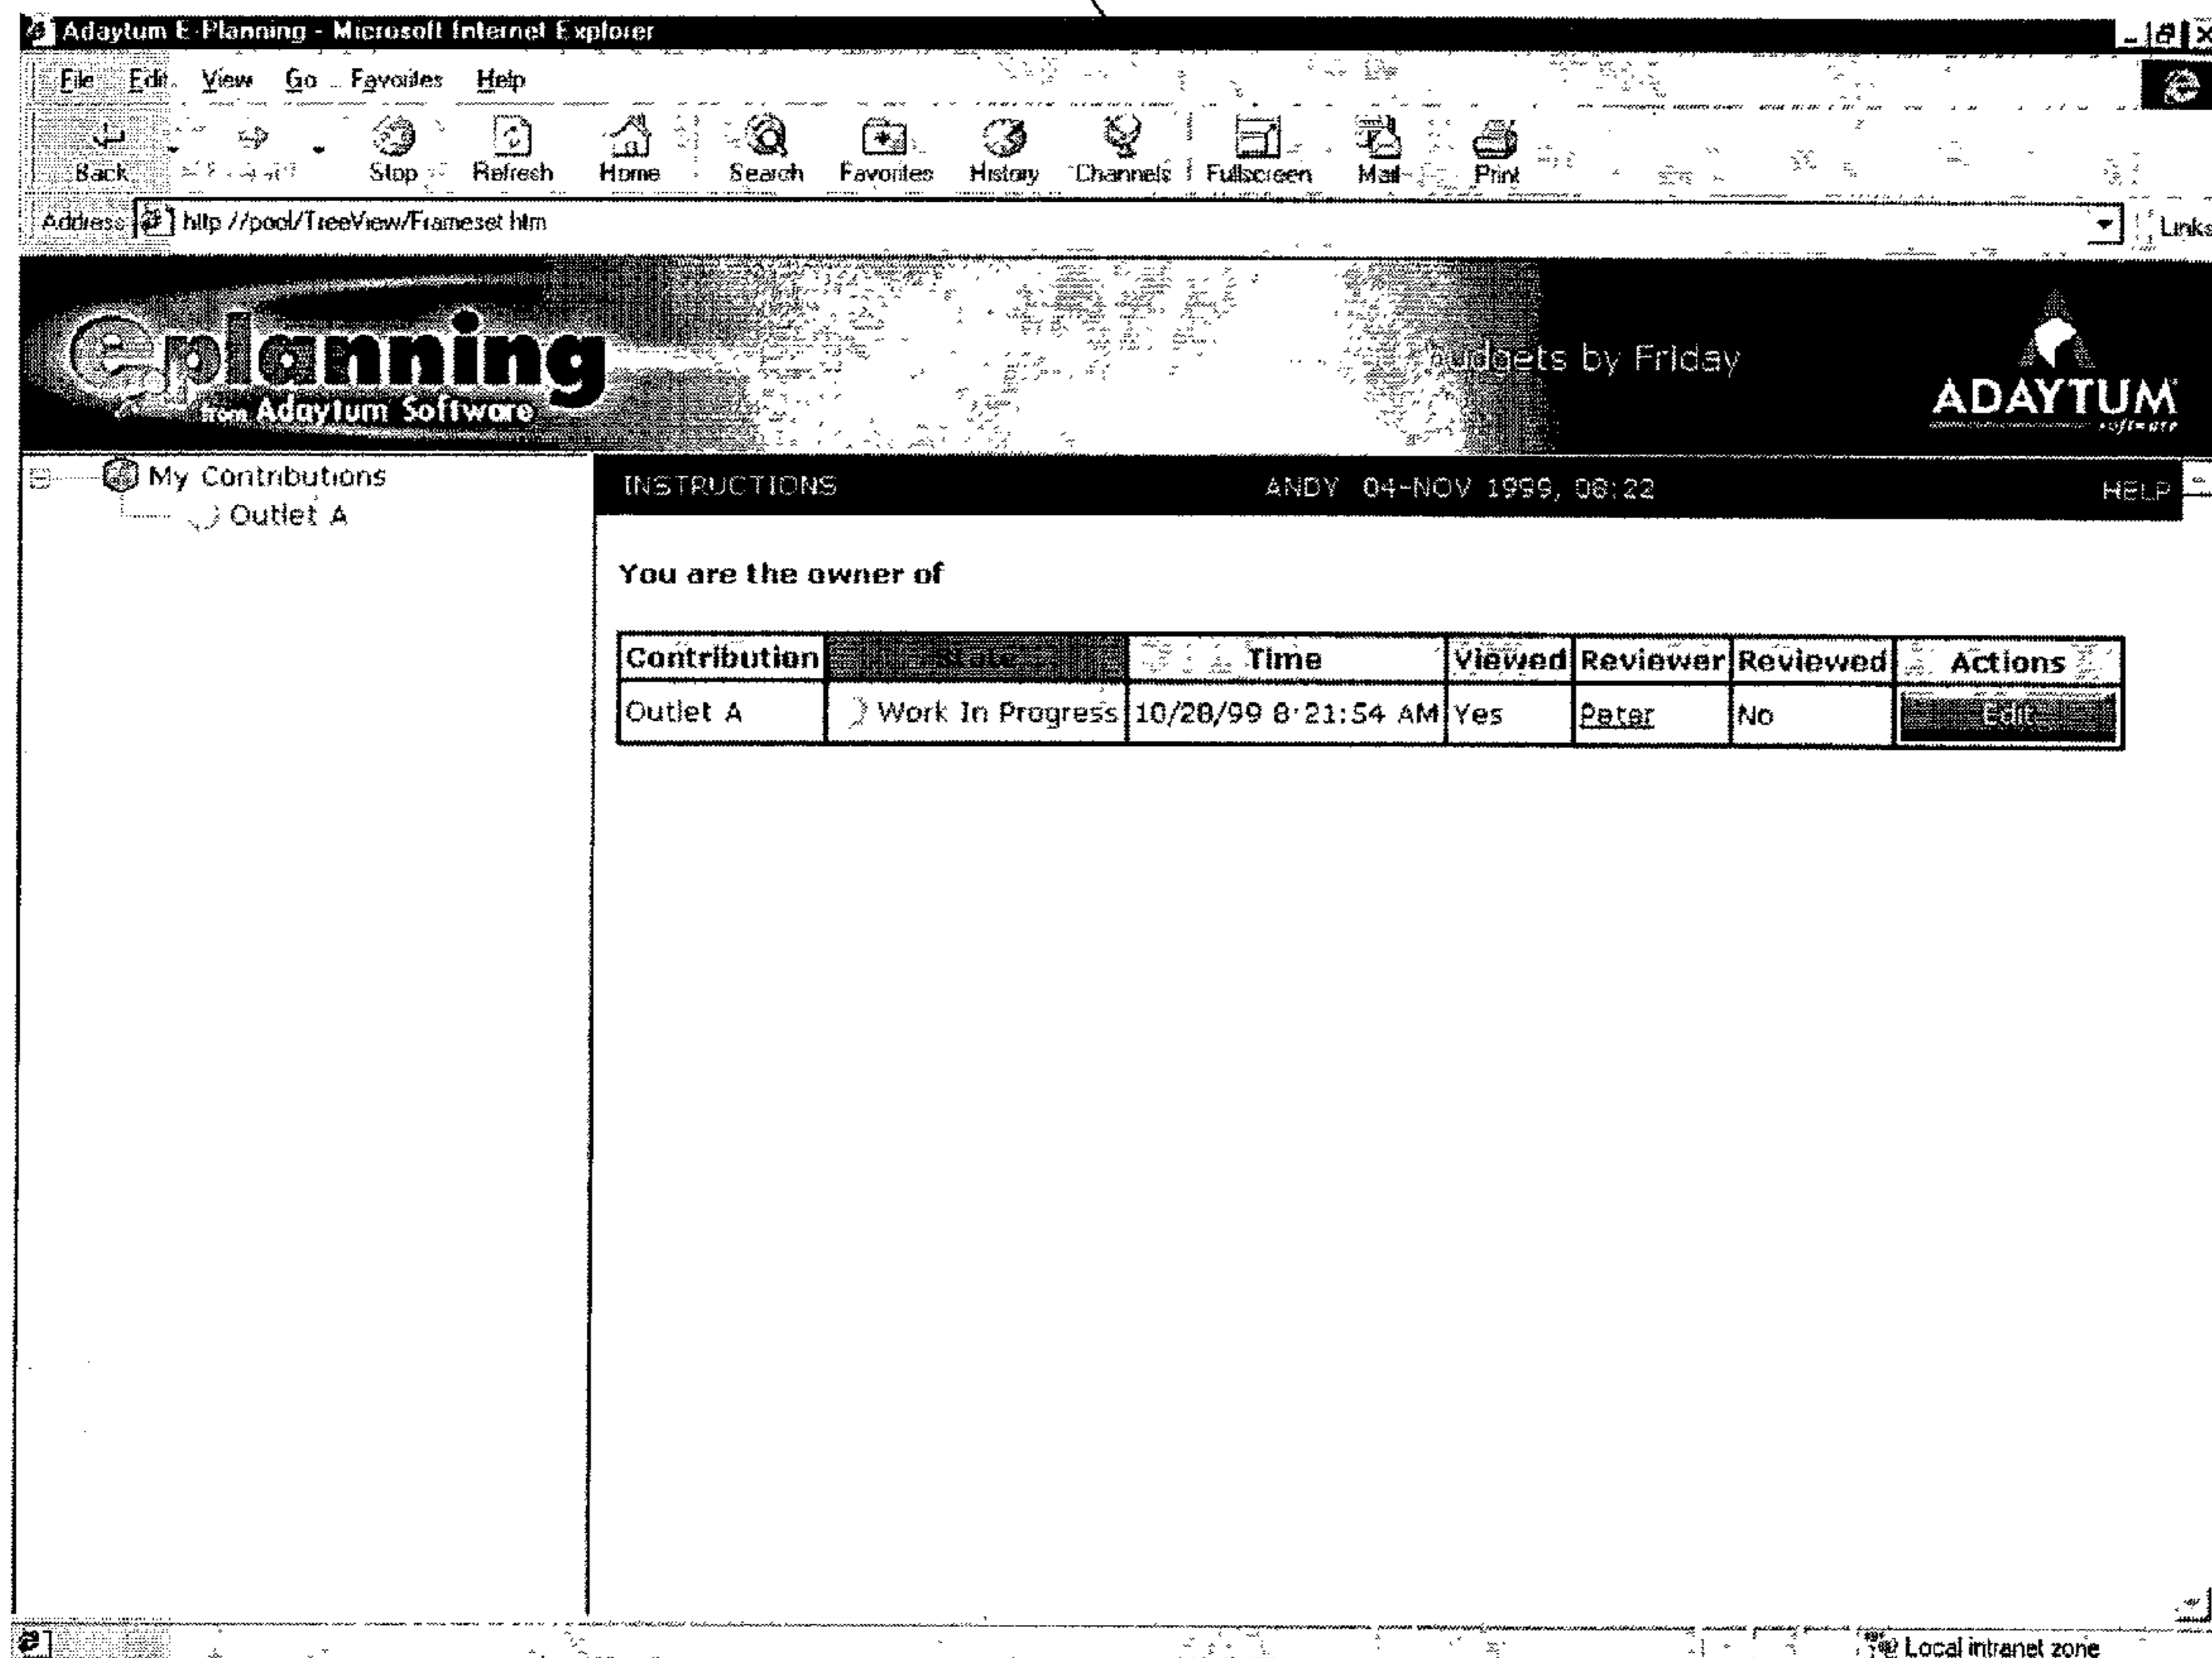 Adaytum E-Planning - Microsoft Internet Explorer
File Edit View Go Favorites Help
Back Stop Refresh Home Search Favorites History Channels Fullscreen Mail Print
Address http //pool/TreeView/Frameset htm Links
e.planning
from Adaytum Software
budgets by Friday
ADAYTUM
software
My Contributions
Outlet A
INSTRUCTIONS ANDY 04-NOV 1999, 08:22 HELP
You are the owner of
Contribution State Time Viewed Reviewer Reviewed Actions
Outlet A Work In Progress 10/28/99 8:21:54 AM Yes Peter No Edit
Local intranet zone